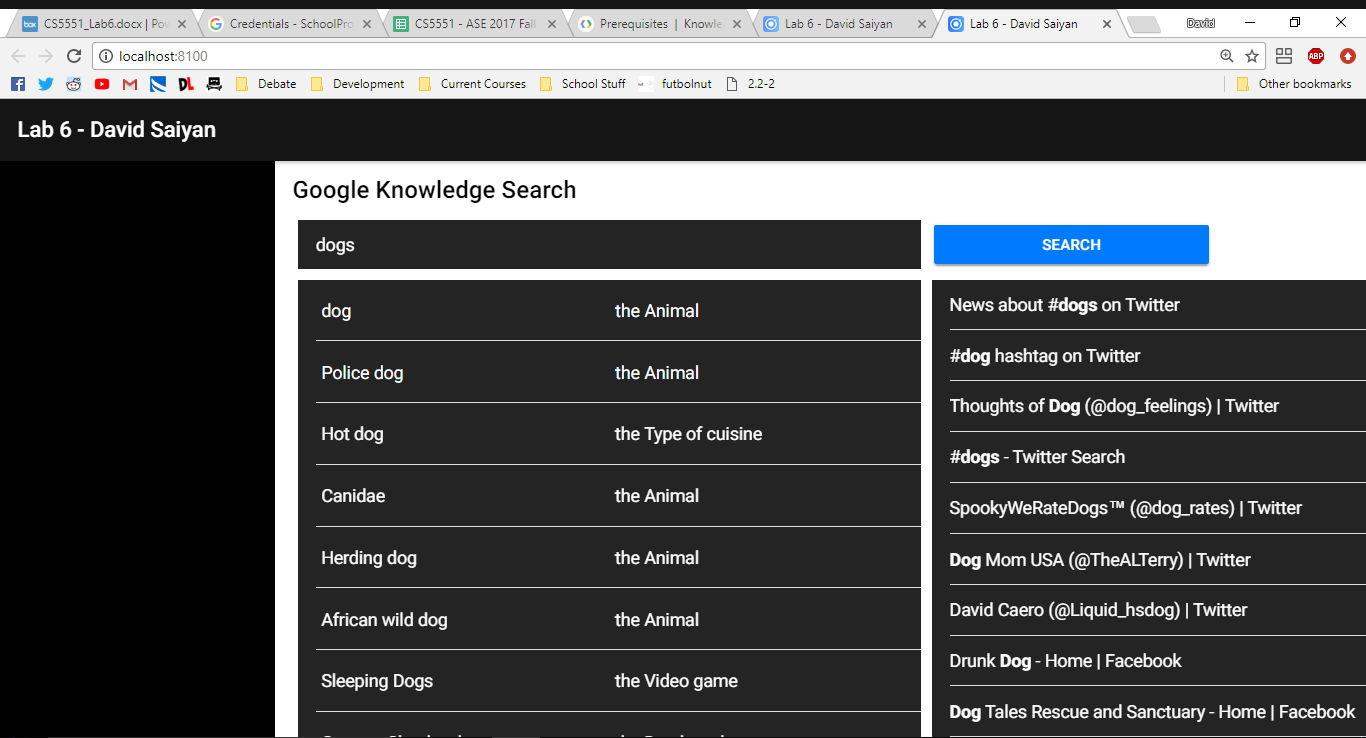 CS5551_Lab6.docx | Pov
Credentials - SchoolPro
CS5551 - ASE 2017 Fall
Prerequisites | Knowle
Lab 6 - David Saiyan
Lab 6 - David Saiyan
David
localhost:8100
ABP
DL
Debate
Development
Current Courses
School Stuff
futbolnut
2.2-2
Other bookmarks
Lab 6 - David Saiyan
Google Knowledge Search
dogs
SEARCH
dog the Animal
Police dog the Animal
Hot dog the Type of cuisine
Canidae the Animal
Herding dog the Animal
African wild dog the Animal
Sleeping Dogs the Video game
News about #dogs on Twitter
#dog hashtag on Twitter
Thoughts of Dog (@dog_feelings) | Twitter
#dogs - Twitter Search
SpookyWeRateDogs™ (@dog_rates) | Twitter
Dog Mom USA (@TheALTerry) | Twitter
David Caero (@Liquid_hsdog) | Twitter
Drunk Dog - Home | Facebook
Dog Tales Rescue and Sanctuary - Home | Facebook